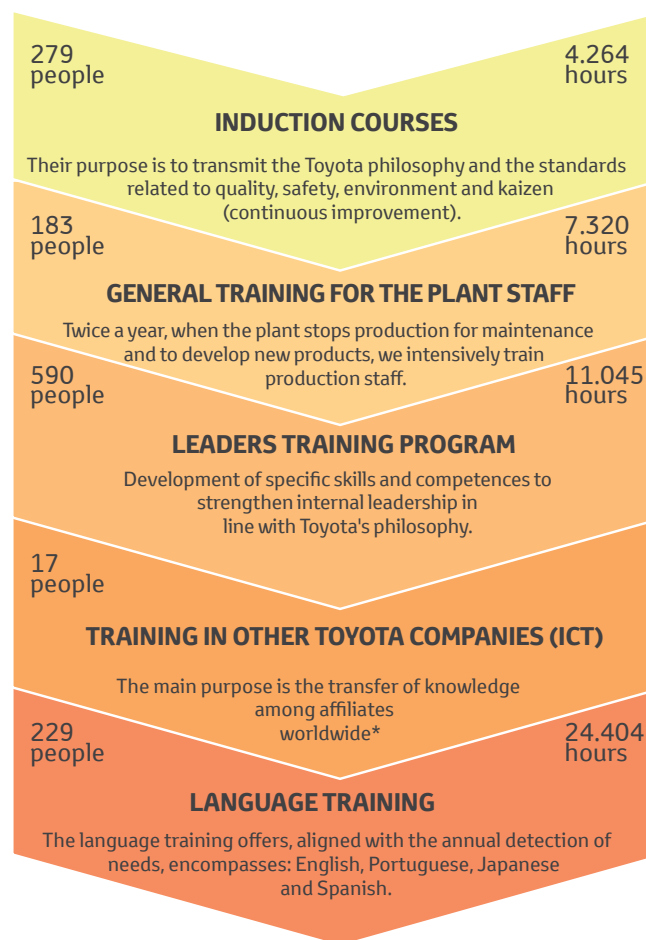 279
people
4.264
hours
INDUCTION COURSES
Their purpose is to transmit the Toyota philosophy and the standards
related to quality, safety, environment and kaizen
(continuous improvement).
183
people
7.320
hours
GENERAL TRAINING FOR THE PLANT STAFF
Twice a year, when the plant stops production for maintenance
and to develop new products, we intensively train
production staff.
590
people
11.045
hours
LEADERS TRAINING PROGRAM
Development of specific skills and competences to
strengthen internal leadership in
line with Toyota's philosophy.
17
people
TRAINING IN OTHER TOYOTA COMPANIES (ICT)
The main purpose is the transfer of knowledge
among affiliates
worldwide*
229
people
24.404
hours
LANGUAGE TRAINING
The language training offers, aligned with the annual detection of
needs, encompasses: English, Portuguese, Japanese
and Spanish.